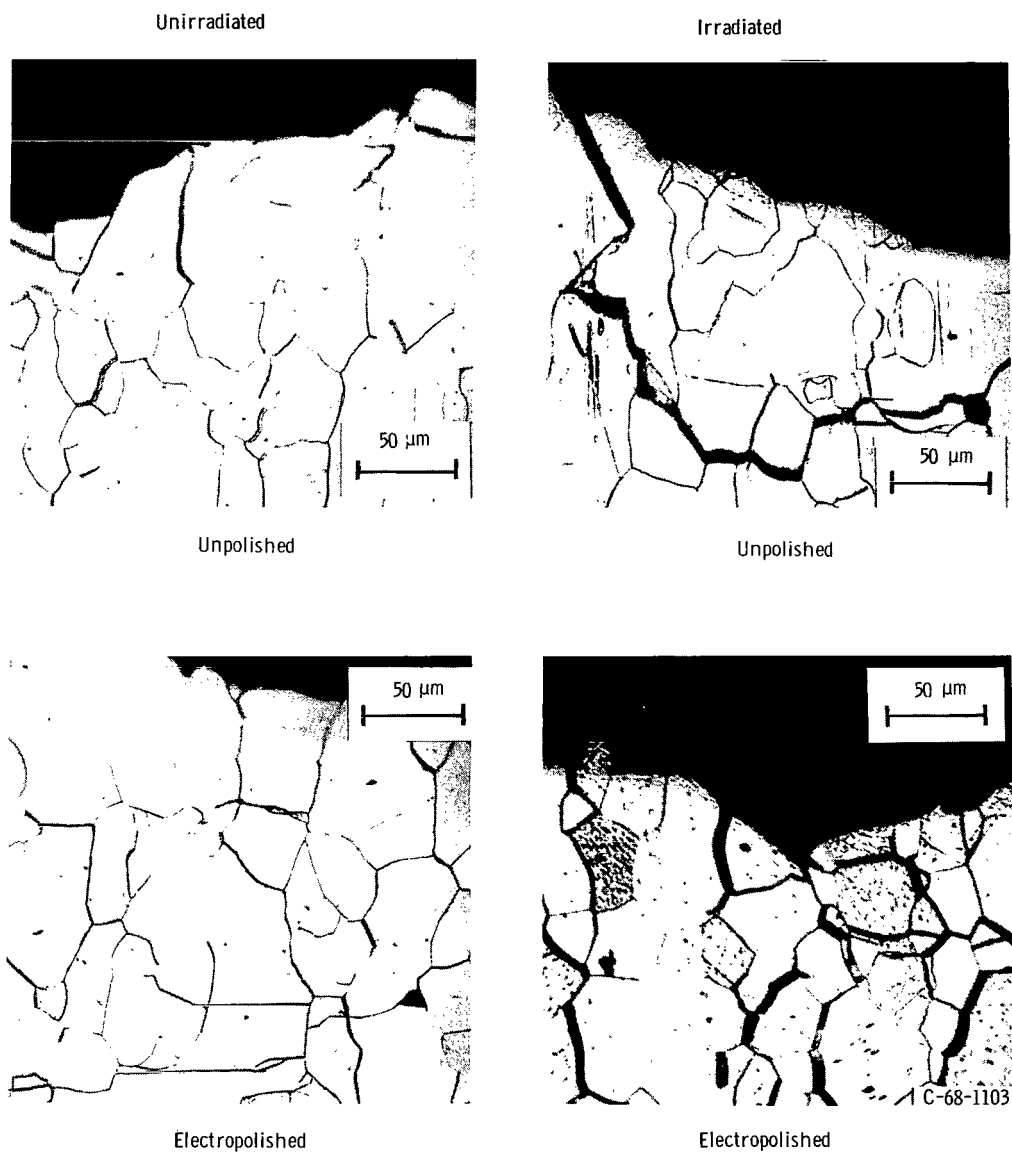 Unirradiated
Irradiated
50 μm
50 μm
Unpolished
Unpolished
50 μm
50 μm
C-68-1103
Electropolished
Electropolished